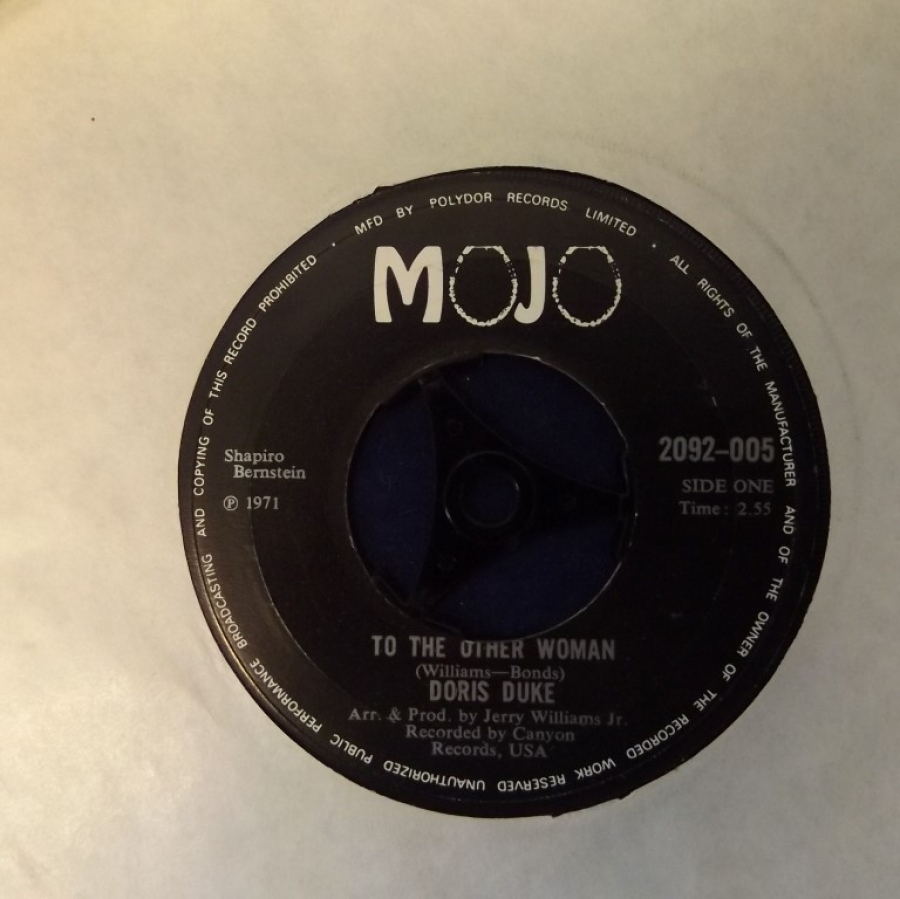 MFD BY POLYDOR RECORDS LIMITED · ALL RIGHTS OF THE MANUFACTURER AND OF THE OWNER OF THE RECORDED WORK RESERVED UNAUTHORIZED PUBLIC PERFORMANCE BROADCASTING AND COPYING OF THIS RECORD PROHIBITED ·
MOJO
Shapiro
Bernstein
℗ 1971
2092-005
SIDE ONE
Time: 2.55
TO THE OTHER WOMAN
(Williams—Bonds)
DORIS DUKE
Arr. & Prod. by Jerry Williams Jr.
Recorded by Canyon
Records, USA